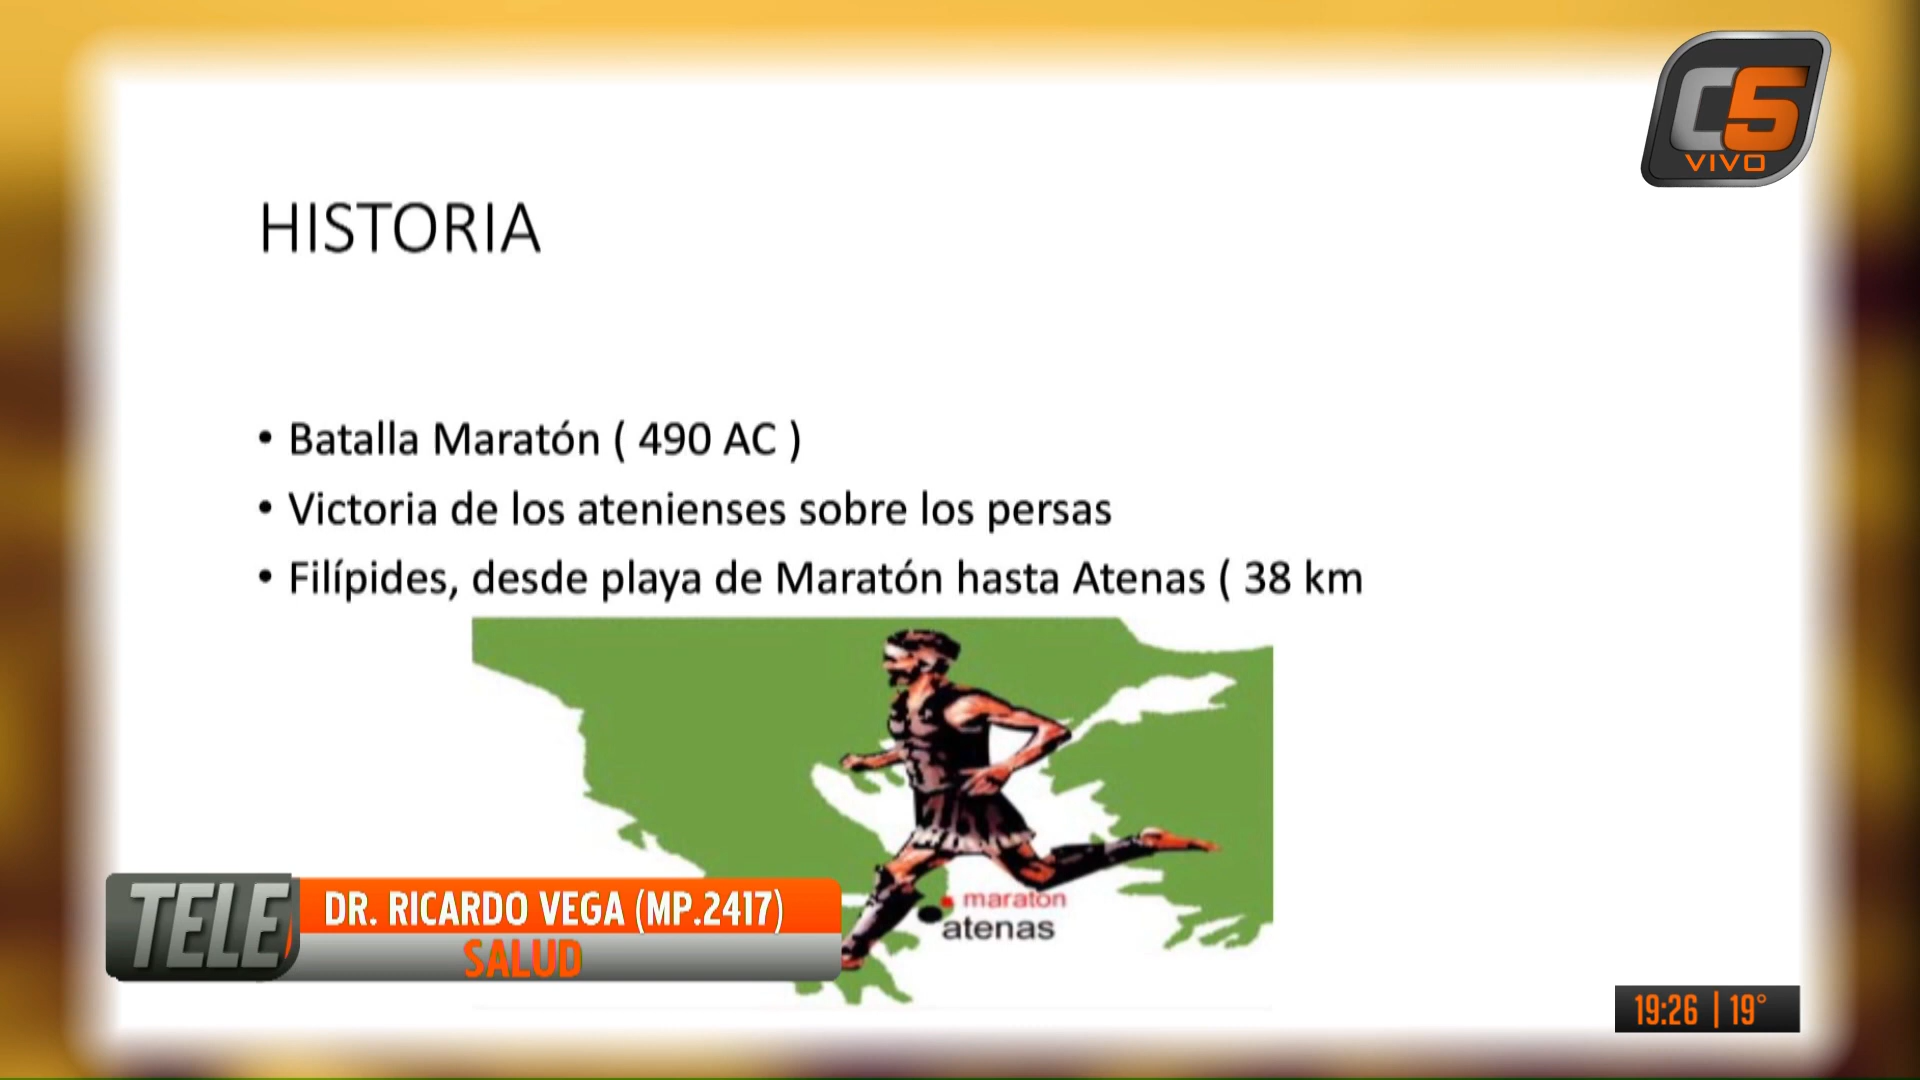 C5
VIVO
HISTORIA
• Batalla Maratón ( 490 AC )
• Victoria de los atenienses sobre los persas
• Filípides, desde playa de Maratón hasta Atenas ( 38 km
maraton
atenas
TELE
DR. RICARDO VEGA (MP.2417)
SALUD
19:26 | 19°